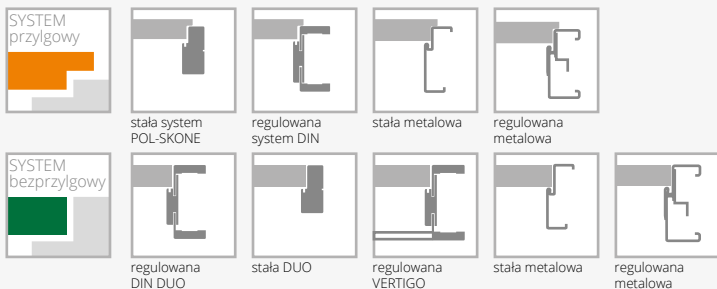 SYSTEM
przylgowy
stała system
POL-SKONE
regulowana
system DIN
stała metalowa
regulowana
metalowa
SYSTEM
bezprzylgowy
regulowana
DIN DUO
stała DUO
regulowana
VERTIGO
stała metalowa
regulowana
metalowa